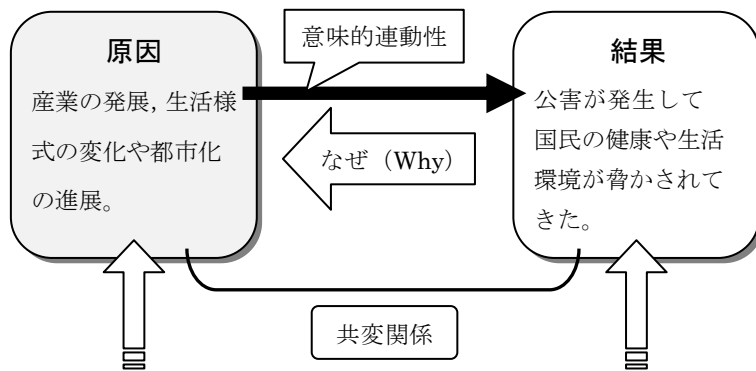 意味的連動性
原因
産業の発展，生活様
式の変化や都市化
の進展。
なぜ（Why）
結果
公害が発生して
国民の健康や生活
環境が脅かされて
きた。
共変関係